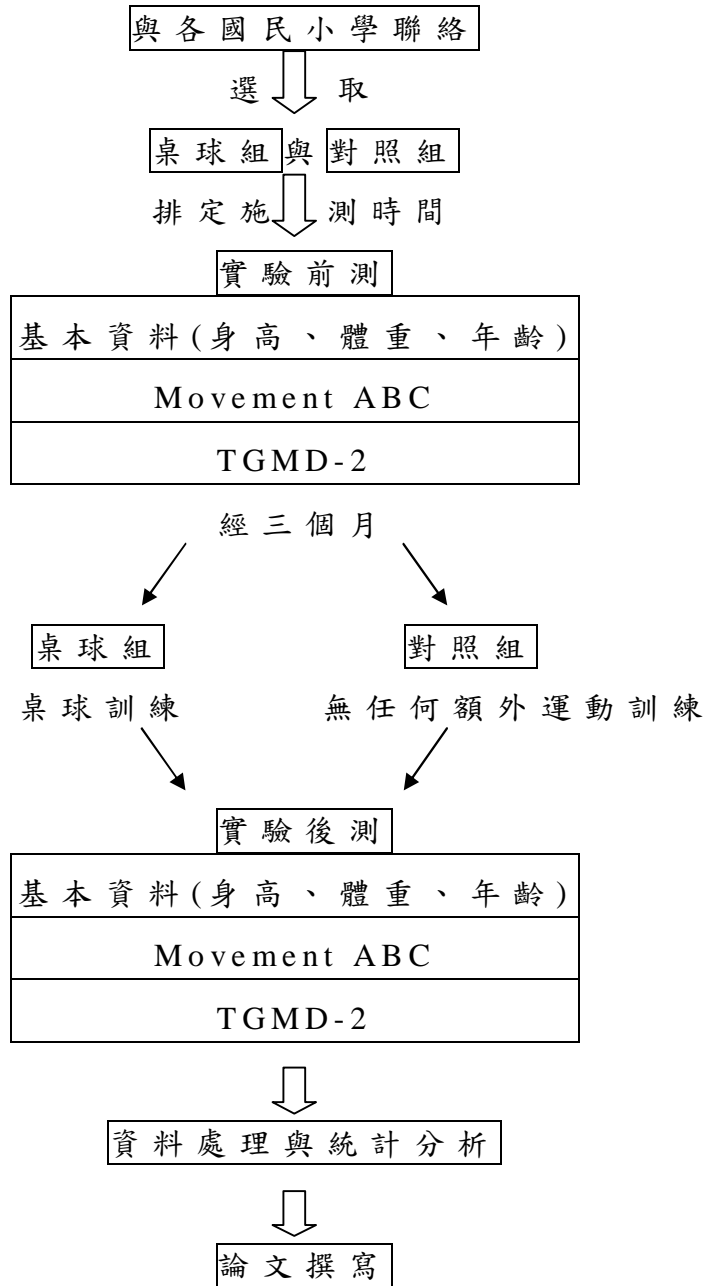 與各國民小學聯絡
選 取
桌球組與對照組
排定施 測時間
實驗前測
基本資料(身高、體重、年齡)
Movement ABC
TGMD-2
經三個月
桌球組 對照組
桌球訓練 無任何額外運動訓練
實驗後測
基本資料(身高、體重、年齡)
Movement ABC
TGMD-2
資料處理與統計分析
論文撰寫